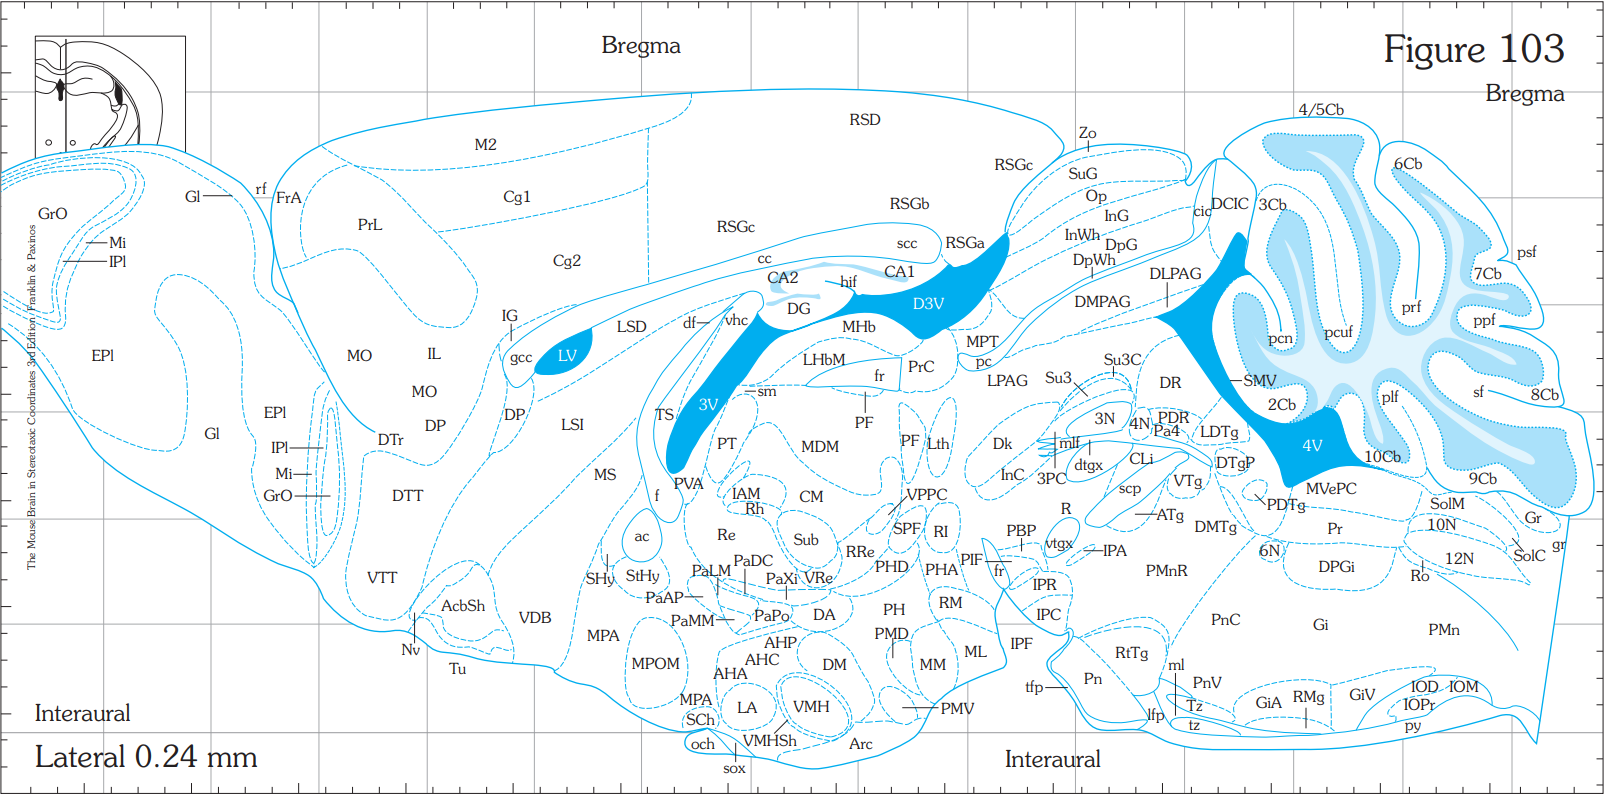 Bregma
Figure 103
Bregma
4/5Cb
RSD
Zo
M2
RSGc
6Cb
SuG
Gl
rf
FrA
Cg1
Op
RSGb
cic
DCIC
3Cb
GrO
PrL
InG
RSGc
InWh
Mi
scc
RSGa
DpG
psf
IPl
cc
Cg2
DpWh
CA2
CA1
DLPAG
7Cb
hif
D3V
DMPAG
DG
prf
IG
df
vhc
MHb
ppf
LSD
pcn
pcuf
MPT
EPl
MO
IL
gcc
LV
LHbM
PrC
pc
Su3C
fr
LPAG
Su3
DR
SMV
MO
sm
sf
8Cb
3V
2Cb
plf
EPl
DP
TS
PF
3N
4N
PDR
Pa4
LSI
DP
Gl
DTr
PT
MDM
PF
Lth
Dk
mlf
LDTg
4V
IPl
10Cb
CLi
dtgx
DTgP
Mi
MS
InC
3PC
PVA
scp
VTg
9Cb
GrO
DTT
f
IAM
CM
VPPC
MVePC
Rh
R
ATg
PDTg
SolM
Gr
Re
SPF
RI
PBP
DMTg
Pr
10N
ac
Sub
vtgx
IPA
6N
gr
RRe
PIF
SolC
PaDC
12N
VTT
SHy
StHy
PaLM
PaXi
VRe
PHD
PHA
fr
PMnR
DPGi
Ro
IPR
PaAP
AcbSh
VDB
PaMM
PaPo
DA
PH
RM
IPC
PnC
Gi
PMn
MPA
PMD
Nv
AHP
IPF
ML
RtTg
Tu
MPOM
AHC
DM
MM
ml
AHA
Pn
PnV
tfp
IOD
IOM
MPA
GiA
RMg
GiV
Interaural
LA
VMH
PMV
Tz
IOPr
SCh
lfp
tz
py
och
VMHSh
Arc
Lateral 0.24 mm
Interaural
sox
The Mouse Brain in Stereotaxic Coordinates 3rd Edition Franklin & Paxinos